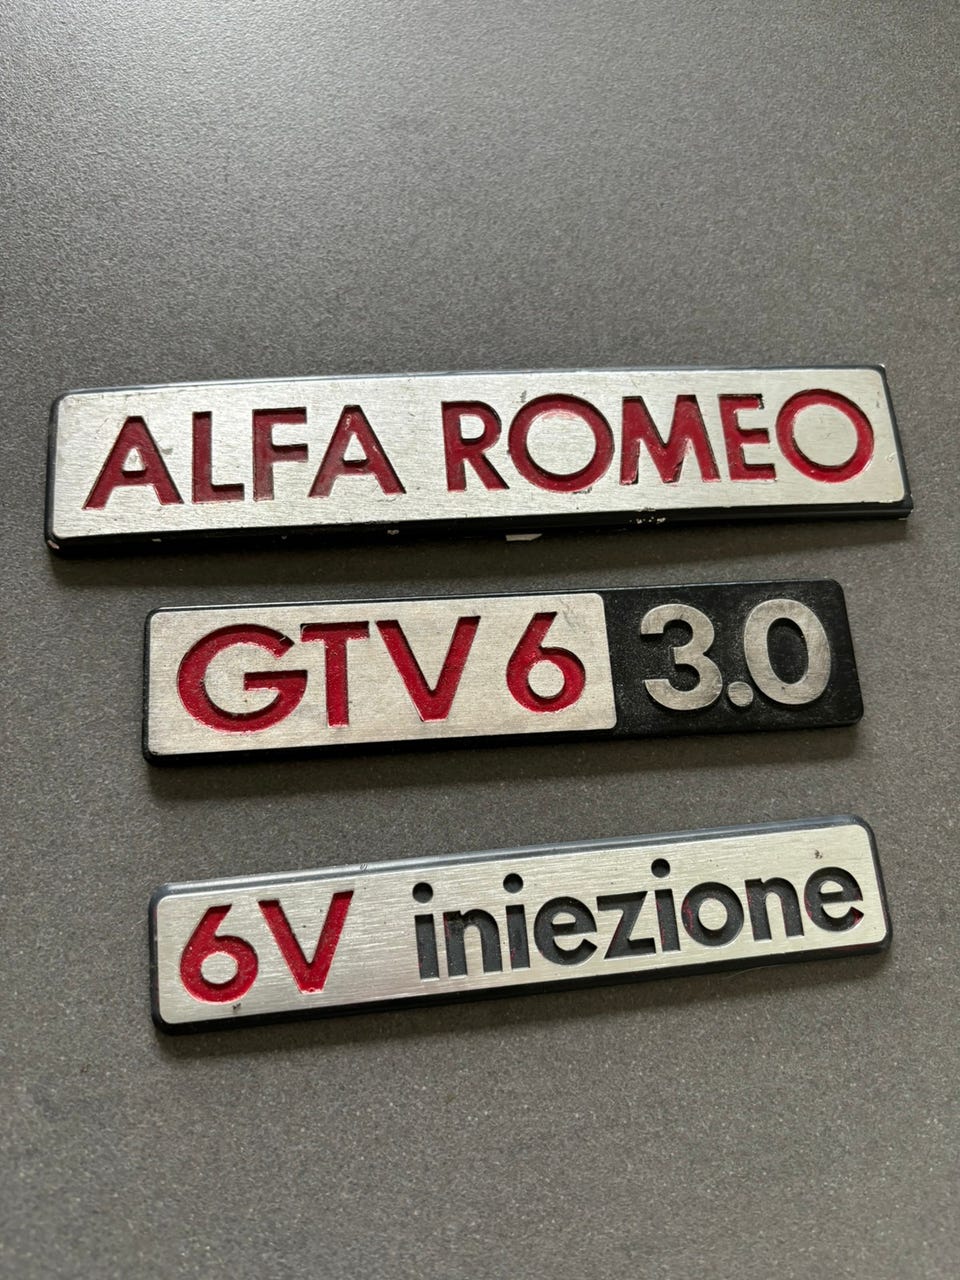 ALFA ROMEO
GTV 6 3.0
6V iniezione